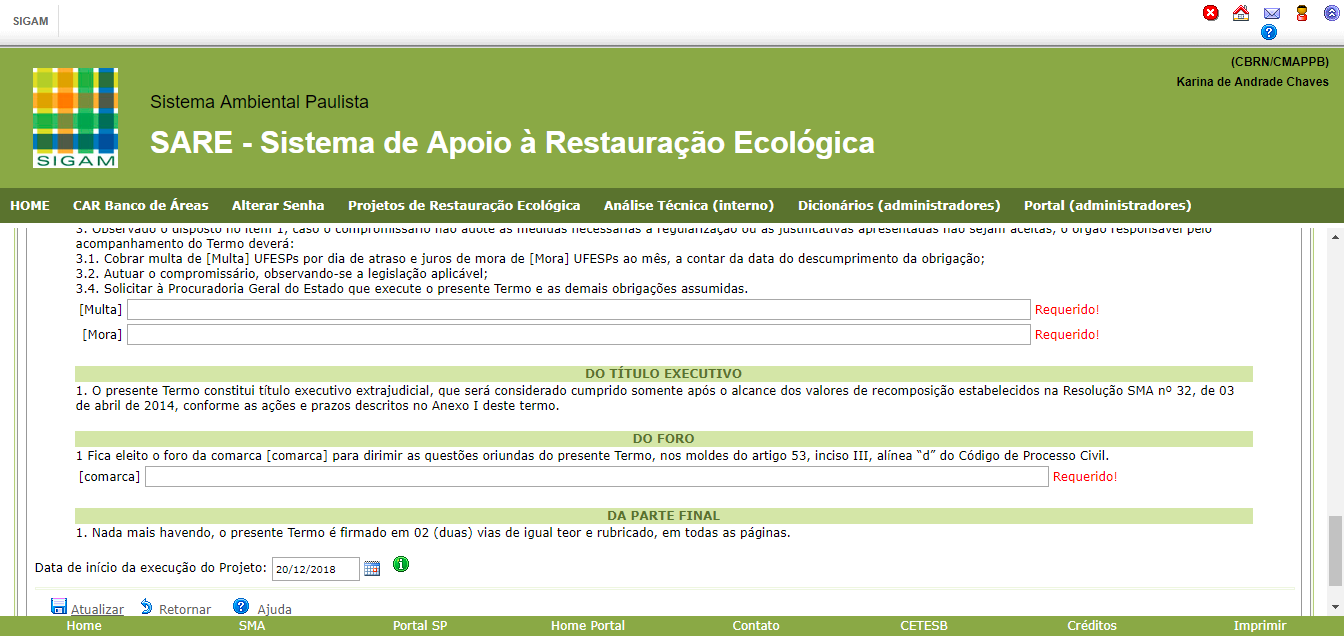 SIGAM
(CBRN/CMAPPB)
Karina de Andrade Chaves
Sistema Ambiental Paulista
SARE - Sistema de Apoio à Restauração Ecológica
SIGAM
HOME CAR Banco de Áreas Alterar Senha Projetos de Restauração Ecológica Análise Técnica (interno) Dicionários (administradores) Portal (administradores)
3. Observado o disposto no item 1, caso o compromissário não adote as medidas necessárias à regularização ou as justificativas apresentadas não sejam aceitas, o órgão responsável pelo
acompanhamento do Termo deverá:
3.1. Cobrar multa de [Multa] UFESPs por dia de atraso e juros de mora de [Mora] UFESPs ao mês, a contar da data do descumprimento da obrigação;
3.2. Autuar o compromissário, observando-se a legislação aplicável;
3.4. Solicitar à Procuradoria Geral do Estado que execute o presente Termo e as demais obrigações assumidas.
[Multa] Requerido!
[Mora] Requerido!
DO TÍTULO EXECUTIVO
1. O presente Termo constitui título executivo extrajudicial, que será considerado cumprido somente após o alcance dos valores de recomposição estabelecidos na Resolução SMA nº 32, de 03
de abril de 2014, conforme as ações e prazos descritos no Anexo I deste termo.
DO FORO
1 Fica eleito o foro da comarca [comarca] para dirimir as questões oriundas do presente Termo, nos moldes do artigo 53, inciso III, alínea “d” do Código de Processo Civil.
[comarca] Requerido!
DA PARTE FINAL
1. Nada mais havendo, o presente Termo é firmado em 02 (duas) vias de igual teor e rubricado, em todas as páginas.
Data de início da execução do Projeto: 20/12/2018
Atualizar Retornar Ajuda
Home SMA Portal SP Home Portal Contato CETESB Créditos Imprimir